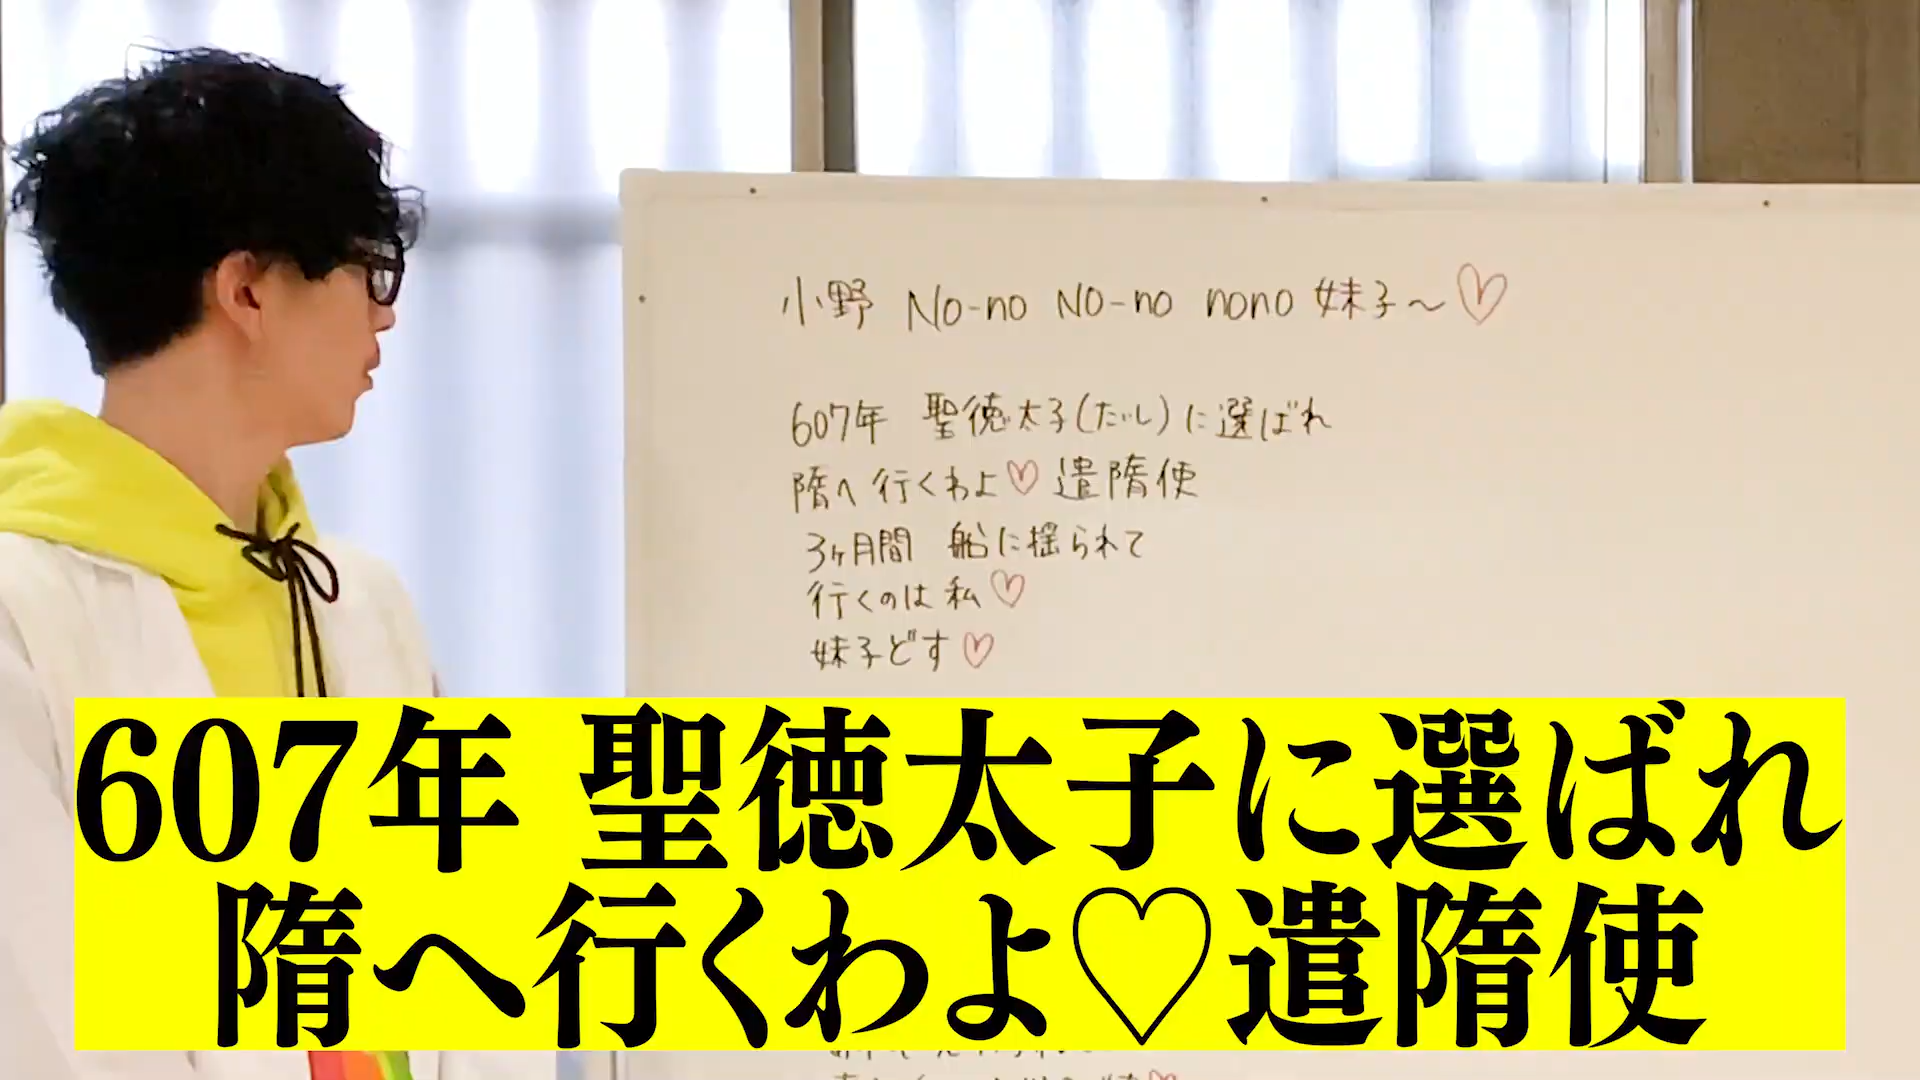 小野 No-no No-no nono 妹子～♡
607年 聖徳太子(たいし)に選ばれ
隋へ行くわよ♡遣隋使
3ヶ月間 船に揺られて
行くのは私♡
妹子どす♡
607年 聖徳太子に選ばれ
隋へ行くわよ♡遣隋使